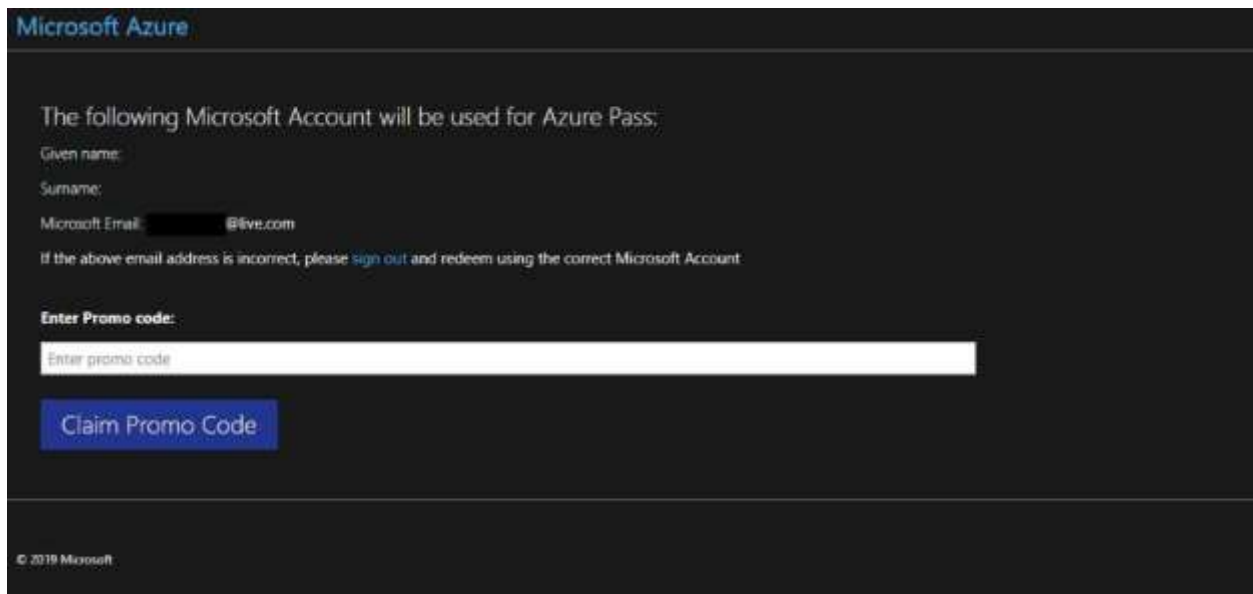 Microsoft Azure
The following Microsoft Account will be used for Azure Pass:
Given name:
Surname:
Microsoft Email: @live.com
If the above email address is incorrect, please sign out and redeem using the correct Microsoft Account
Enter Promo code:
Enter promo code
Claim Promo Code
© 2019 Microsoft